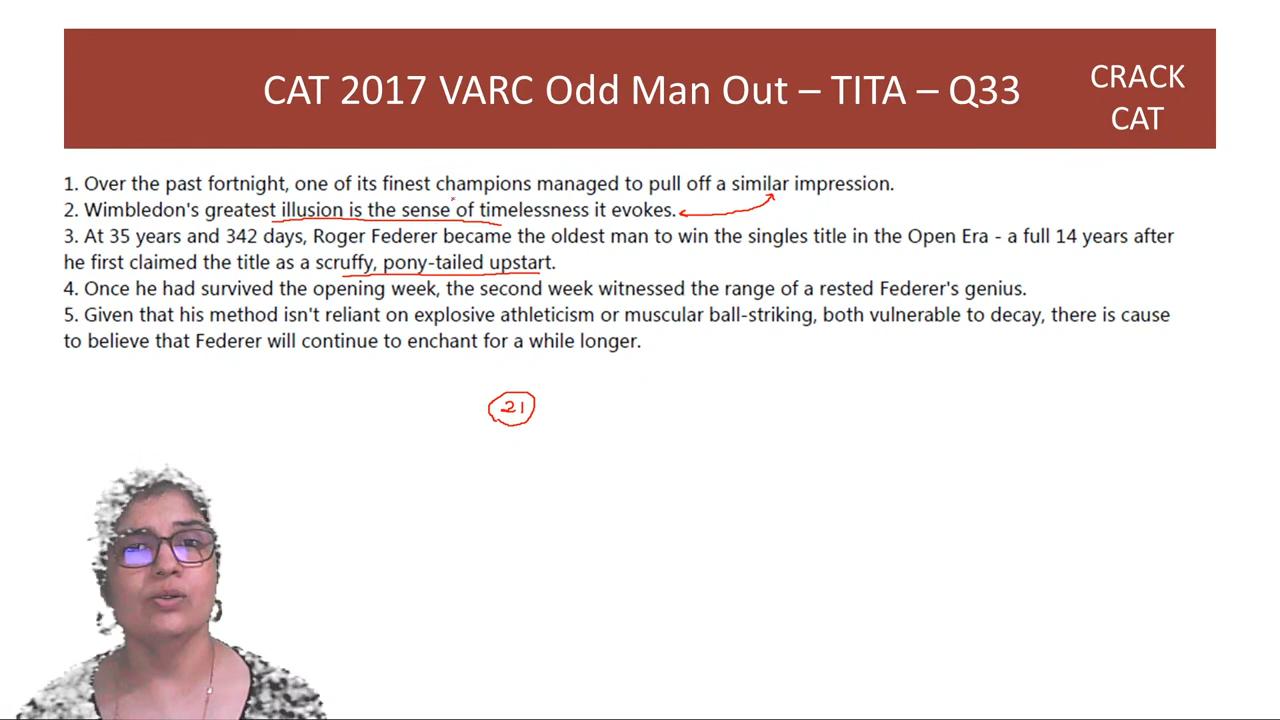 CAT 2017 VARC Odd Man Out – TITA – Q33
CRACK
CAT
1. Over the past fortnight, one of its finest champions managed to pull off a similar impression.
2. Wimbledon's greatest illusion is the sense of timelessness it evokes.
3. At 35 years and 342 days, Roger Federer became the oldest man to win the singles title in the Open Era - a full 14 years after
he first claimed the title as a scruffy, pony-tailed upstart.
4. Once he had survived the opening week, the second week witnessed the range of a rested Federer's genius.
5. Given that his method isn't reliant on explosive athleticism or muscular ball-striking, both vulnerable to decay, there is cause
to believe that Federer will continue to enchant for a while longer.
21